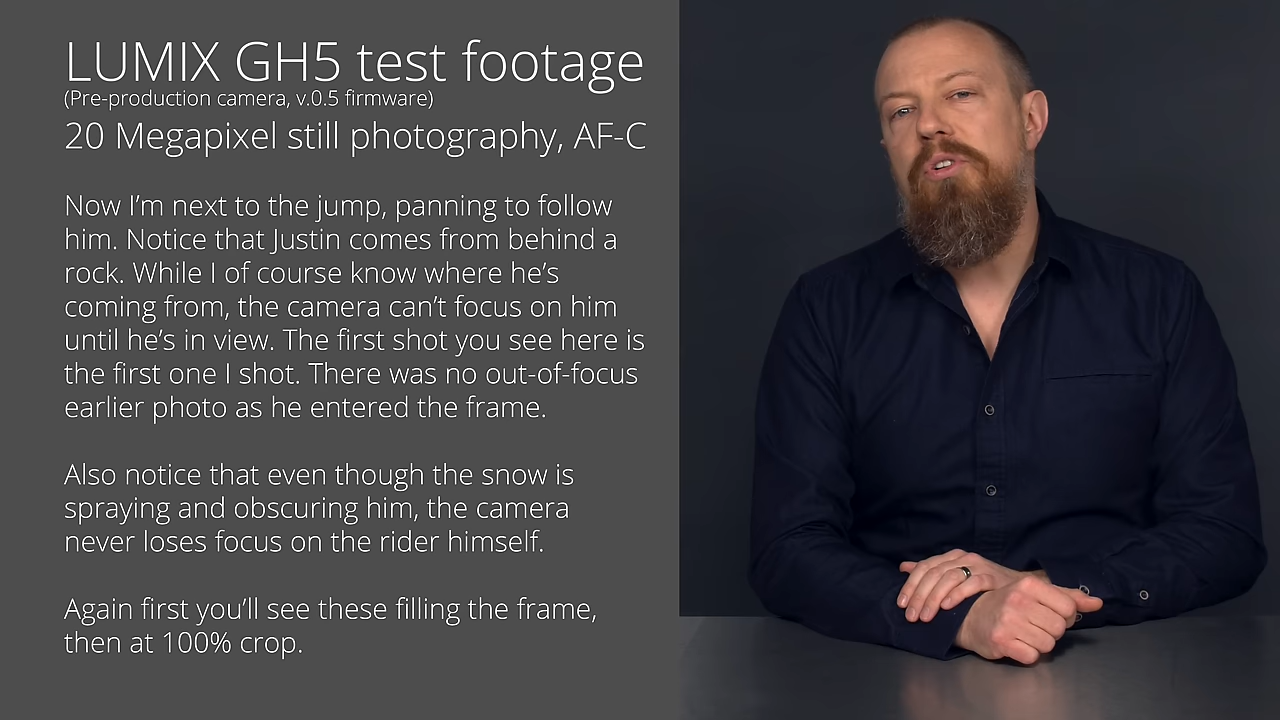 LUMIX GH5 test footage
(Pre-production camera, v.0.5 firmware)
20 Megapixel still photography, AF-C
Now I’m next to the jump, panning to follow
him. Notice that Justin comes from behind a
rock. While I of course know where he’s
coming from, the camera can’t focus on him
until he’s in view. The first shot you see here is
the first one I shot. There was no out-of-focus
earlier photo as he entered the frame.
Also notice that even though the snow is
spraying and obscuring him, the camera
never loses focus on the rider himself.
Again first you’ll see these filling the frame,
then at 100% crop.